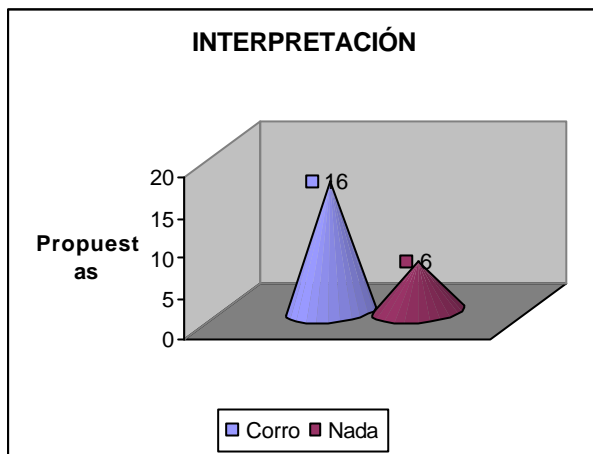 INTERPRETACIÓN
20
15
10
5
0
Propuest
as
16
6
Corro
Nada